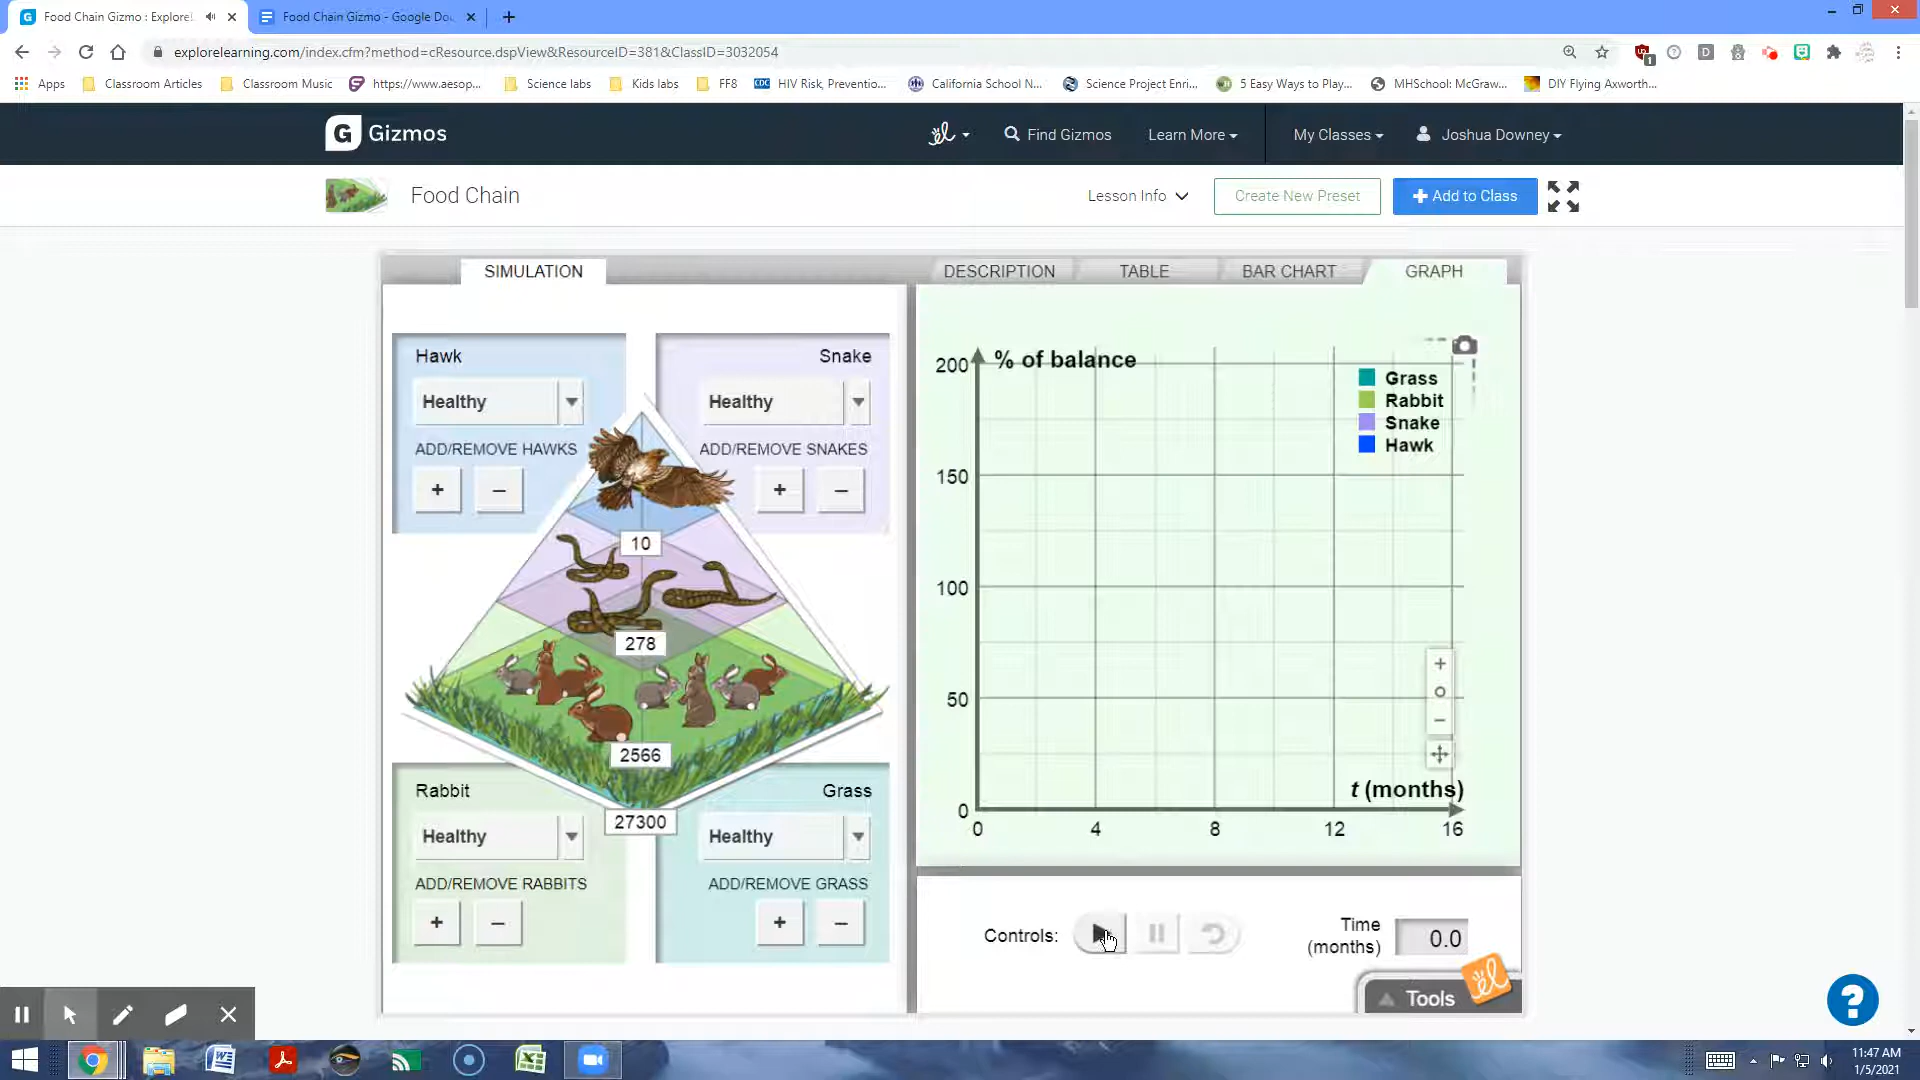 Food Chain Gizmo : Explore
Food Chain Gizmo - Google Do
explorelearning.com/index.cfm?method=cResource.dspView&ResourceID=381&ClassID=3032054
Apps
Classroom Articles
Classroom Music
https://www.aesop...
Science labs
Kids labs
FF8
CDC
HIV Risk, Preventio...
California School N...
Science Project Enri...
5 Easy Ways to Play...
MHSchool: McGraw...
DIY Flying Axworth...
G Gizmos
Find Gizmos
Learn More
My Classes
Joshua Downey
Food Chain
Lesson Info
Create New Preset
+ Add to Class
SIMULATION
DESCRIPTION
TABLE
BAR CHART
GRAPH
Hawk
Healthy
ADD/REMOVE HAWKS
+ −
Snake
Healthy
ADD/REMOVE SNAKES
+ −
10
278
2566
27300
Rabbit
Healthy
ADD/REMOVE RABBITS
+ −
Grass
Healthy
ADD/REMOVE GRASS
+ −
% of balance
200
150
100
50
0
Grass
Rabbit
Snake
Hawk
+
−
t (months)
0 4 8 12 16
Controls:
Time
(months)
0.0
Tools
?
11:47 AM
1/5/2021